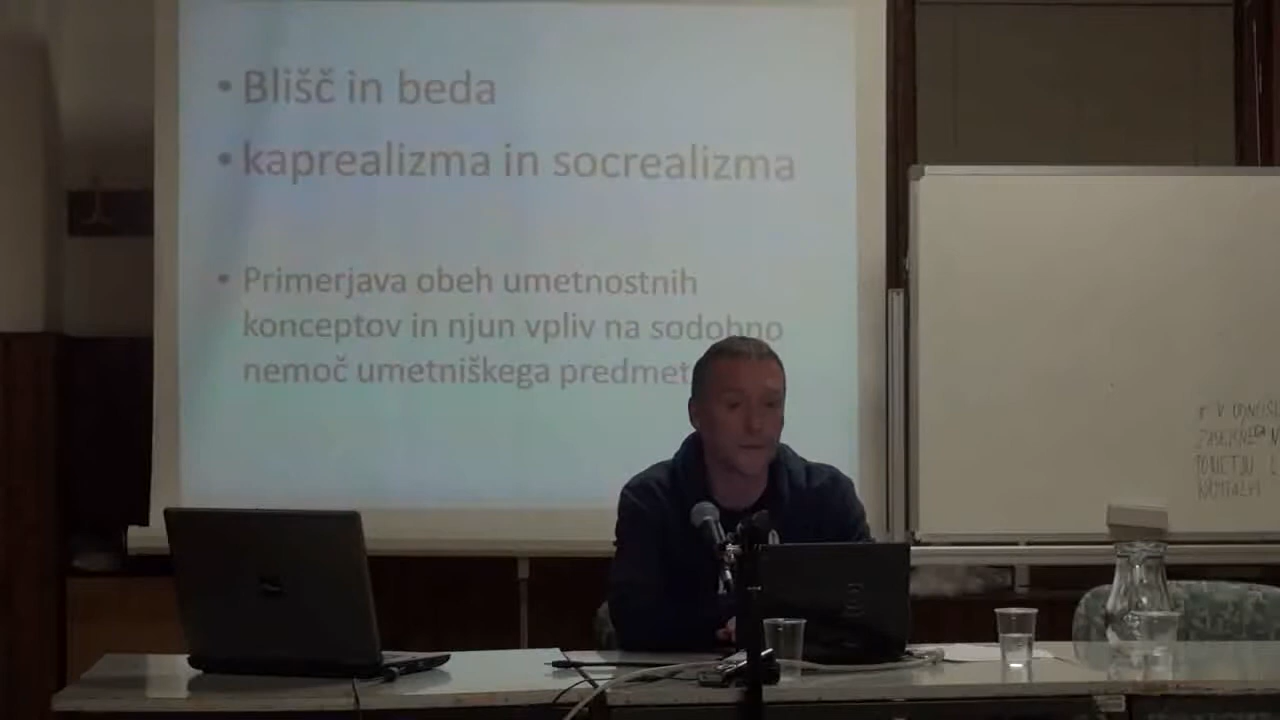 • Blišč in beda
• kaprealizma in socrealizma
• Primerjava obeh umetnostnih
konceptov in njun vpliv na sodobno
nemoč umetniškega predmet